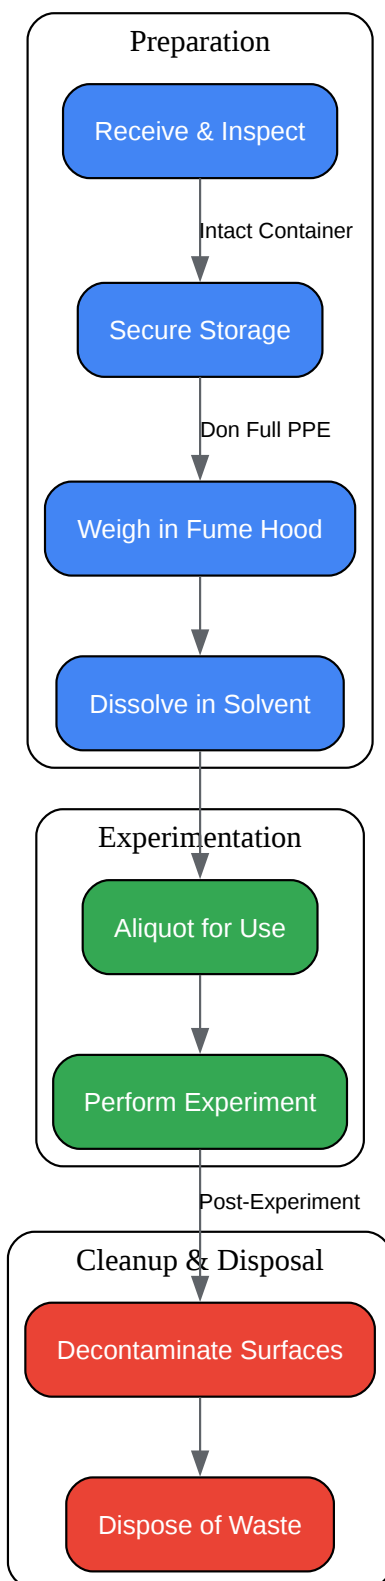 Preparation
Receive & Inspect
Intact Container
Secure Storage
Don Full PPE
Weigh in Fume Hood
Dissolve in Solvent
Experimentation
Aliquot for Use
Perform Experiment
Post-Experiment
Cleanup & Disposal
Decontaminate Surfaces
Dispose of Waste